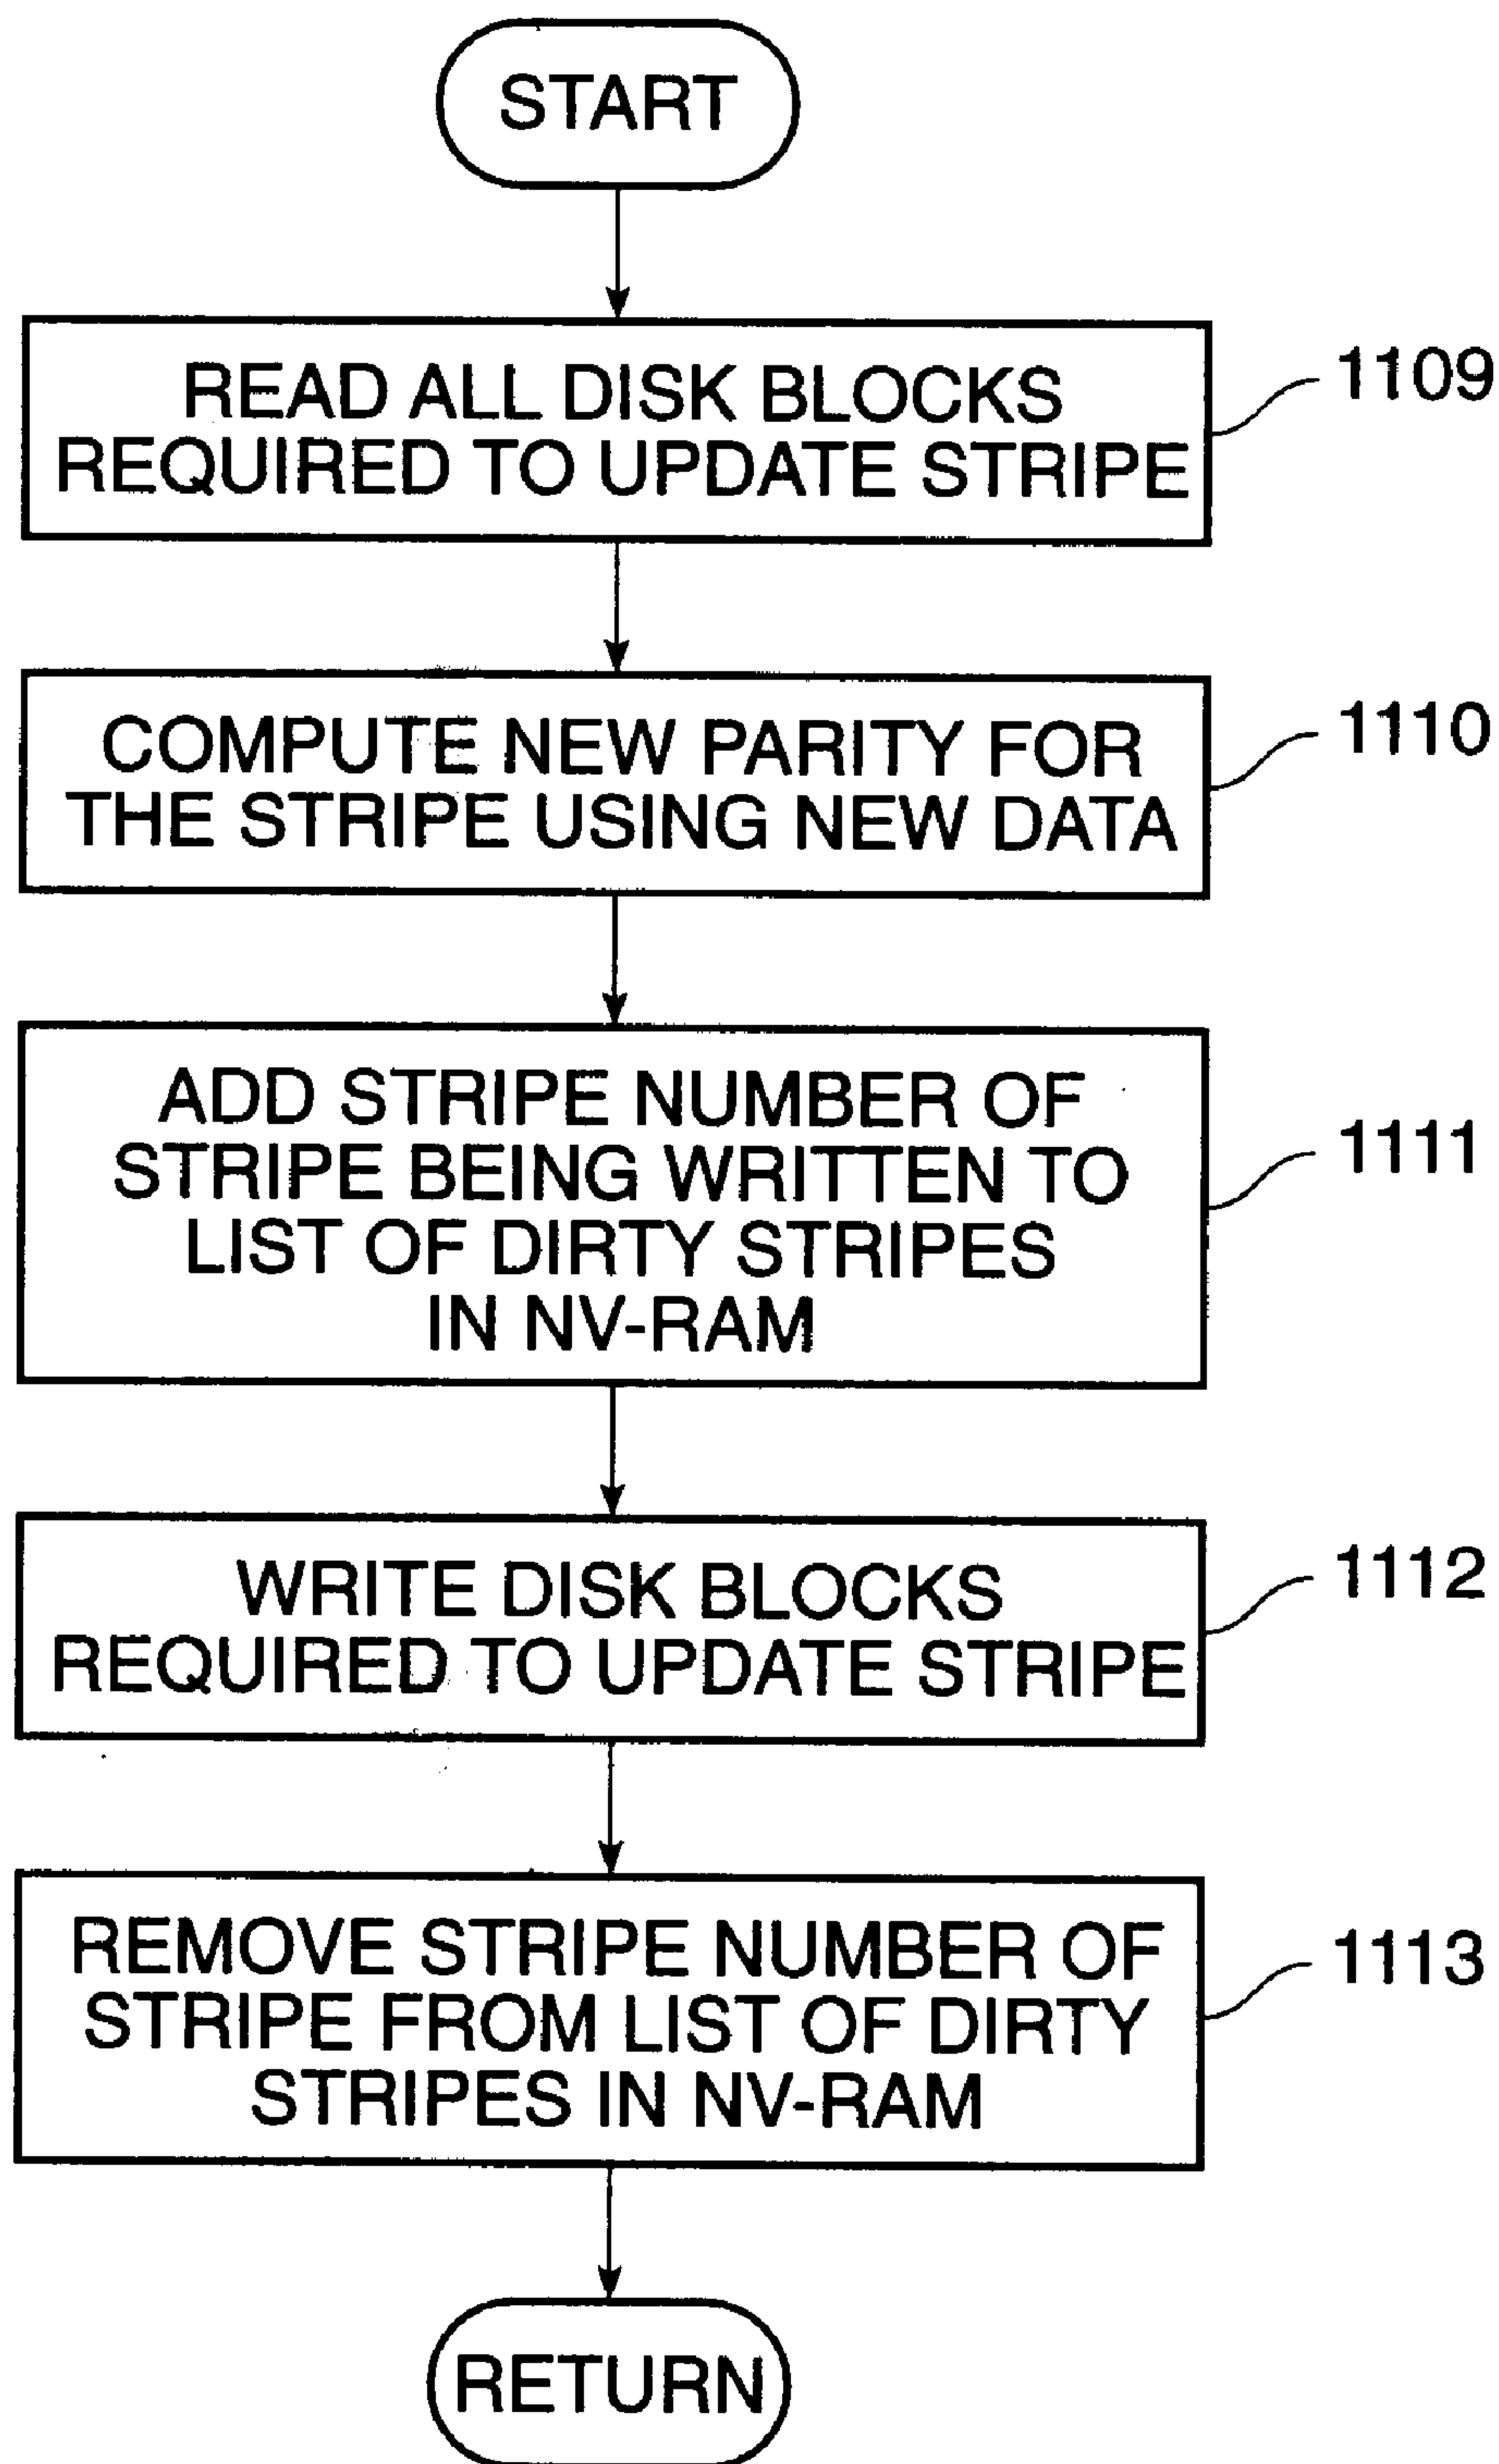 START
READ ALL DISK BLOCKS
REQUIRED TO UPDATE STRIPE
1109
COMPUTE NEW PARITY FOR
THE STRIPE USING NEW DATA
1110
ADD STRIPE NUMBER OF
STRIPE BEING WRITTEN TO
LIST OF DIRTY STRIPES
IN NV-RAM
1111
WRITE DISK BLOCKS
REQUIRED TO UPDATE STRIPE
1112
REMOVE STRIPE NUMBER OF
STRIPE FROM LIST OF DIRTY
STRIPES IN NV-RAM
1113
RETURN